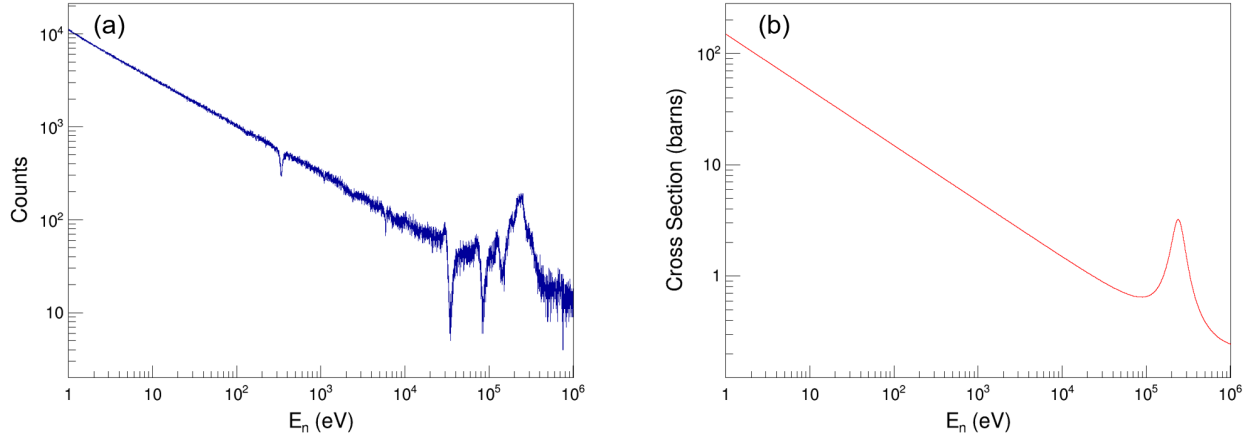 (a)
Counts
10⁴
10³
10²
10
1 10 10² 10³ 10⁴ 10⁵ 10⁶
Eₙ (eV)
(b)
Cross Section (barns)
10²
10
1
1 10 10² 10³ 10⁴ 10⁵ 10⁶
Eₙ (eV)